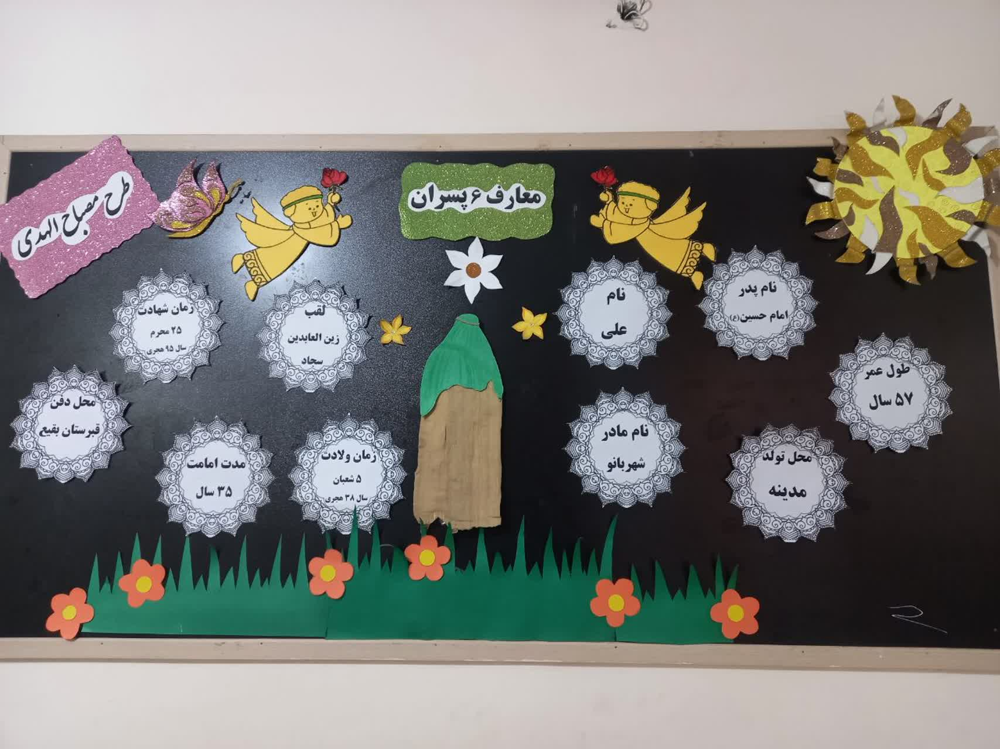 معارف ۶ پسران
طرح مصباح الهدی
نام پدر
امام حسین(ع)
نام
علی
طول عمر
۵۷ سال
نام مادر
شهربانو
محل تولد
مدینه
لقب
زین العابدین
سجاد
زمان شهادت
۲۵ محرم
سال ۹۵ هجری
زمان ولادت
۵ شعبان
سال ۳۸ هجری
مدت امامت
۳۵ سال
محل دفن
قبرستان بقیع